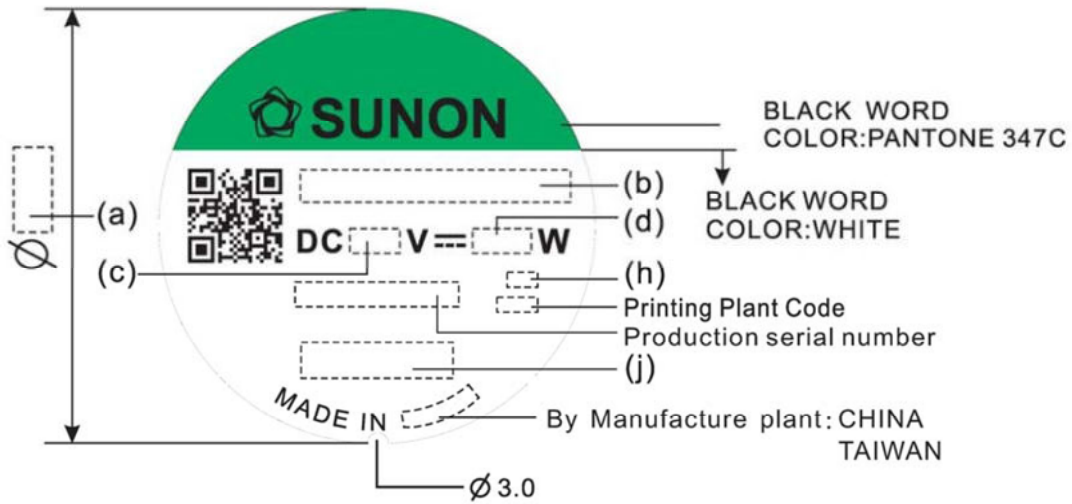 SUNON
BLACK WORD
COLOR:PANTONE 347C
(b)
BLACK WORD
COLOR:WHITE
(a)
Ø
DC V W
(d)
(c)
(h)
Printing Plant Code
Production serial number
(j)
MADE IN
By Manufacture plant: CHINA
TAIWAN
Ø 3.0